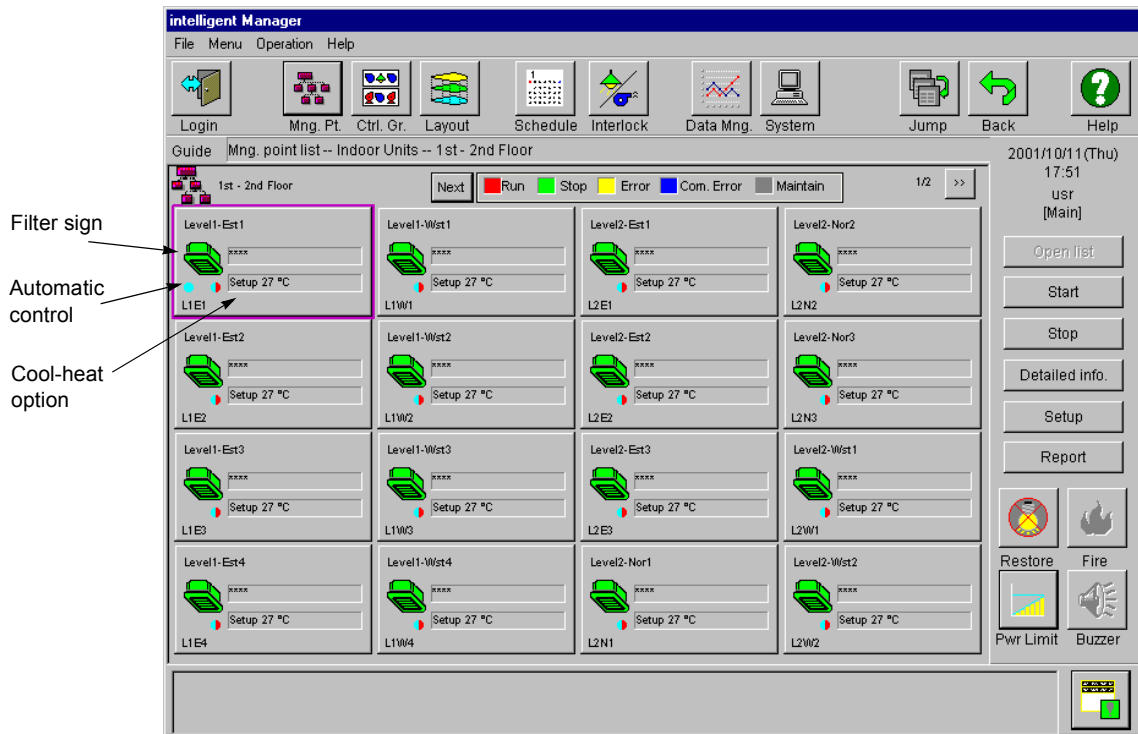 intelligent Manager
File Menu Operation Help
Login Mng. Pt. Ctrl. Gr. Layout Schedule Interlock Data Mng. System Jump Back Help
Guide Mng. point list -- Indoor Units -- 1st - 2nd Floor
2001/10/11(Thu)
17:51
usr
[Main]
1st - 2nd Floor Next Run Stop Error Com. Error Maintain 1/2 >>
Filter sign
Automatic
control
Cool-heat
option
Level1-Est1 Level1-Wst1 Level2-Est1 Level2-Nor2
**** **** **** ****
Setup 27 °C Setup 27 °C Setup 27 °C Setup 27 °C
L1E1 L1W1 L2E1 L2N2
Level1-Est2 Level1-Wst2 Level2-Est2 Level2-Nor3
**** **** **** ****
Setup 27 °C Setup 27 °C Setup 27 °C Setup 27 °C
L1E2 L1W2 L2E2 L2N3
Level1-Est3 Level1-Wst3 Level2-Est3 Level2-Wst1
**** **** **** ****
Setup 27 °C Setup 27 °C Setup 27 °C Setup 27 °C
L1E3 L1W3 L2E3 L2W1
Level1-Est4 Level1-Wst4 Level2-Nor1 Level2-Wst2
**** **** **** ****
Setup 27 °C Setup 27 °C Setup 27 °C Setup 27 °C
L1E4 L1W4 L2N1 L2W2
Open list
Start
Stop
Detailed info.
Setup
Report
Restore Fire
Pwr Limit Buzzer